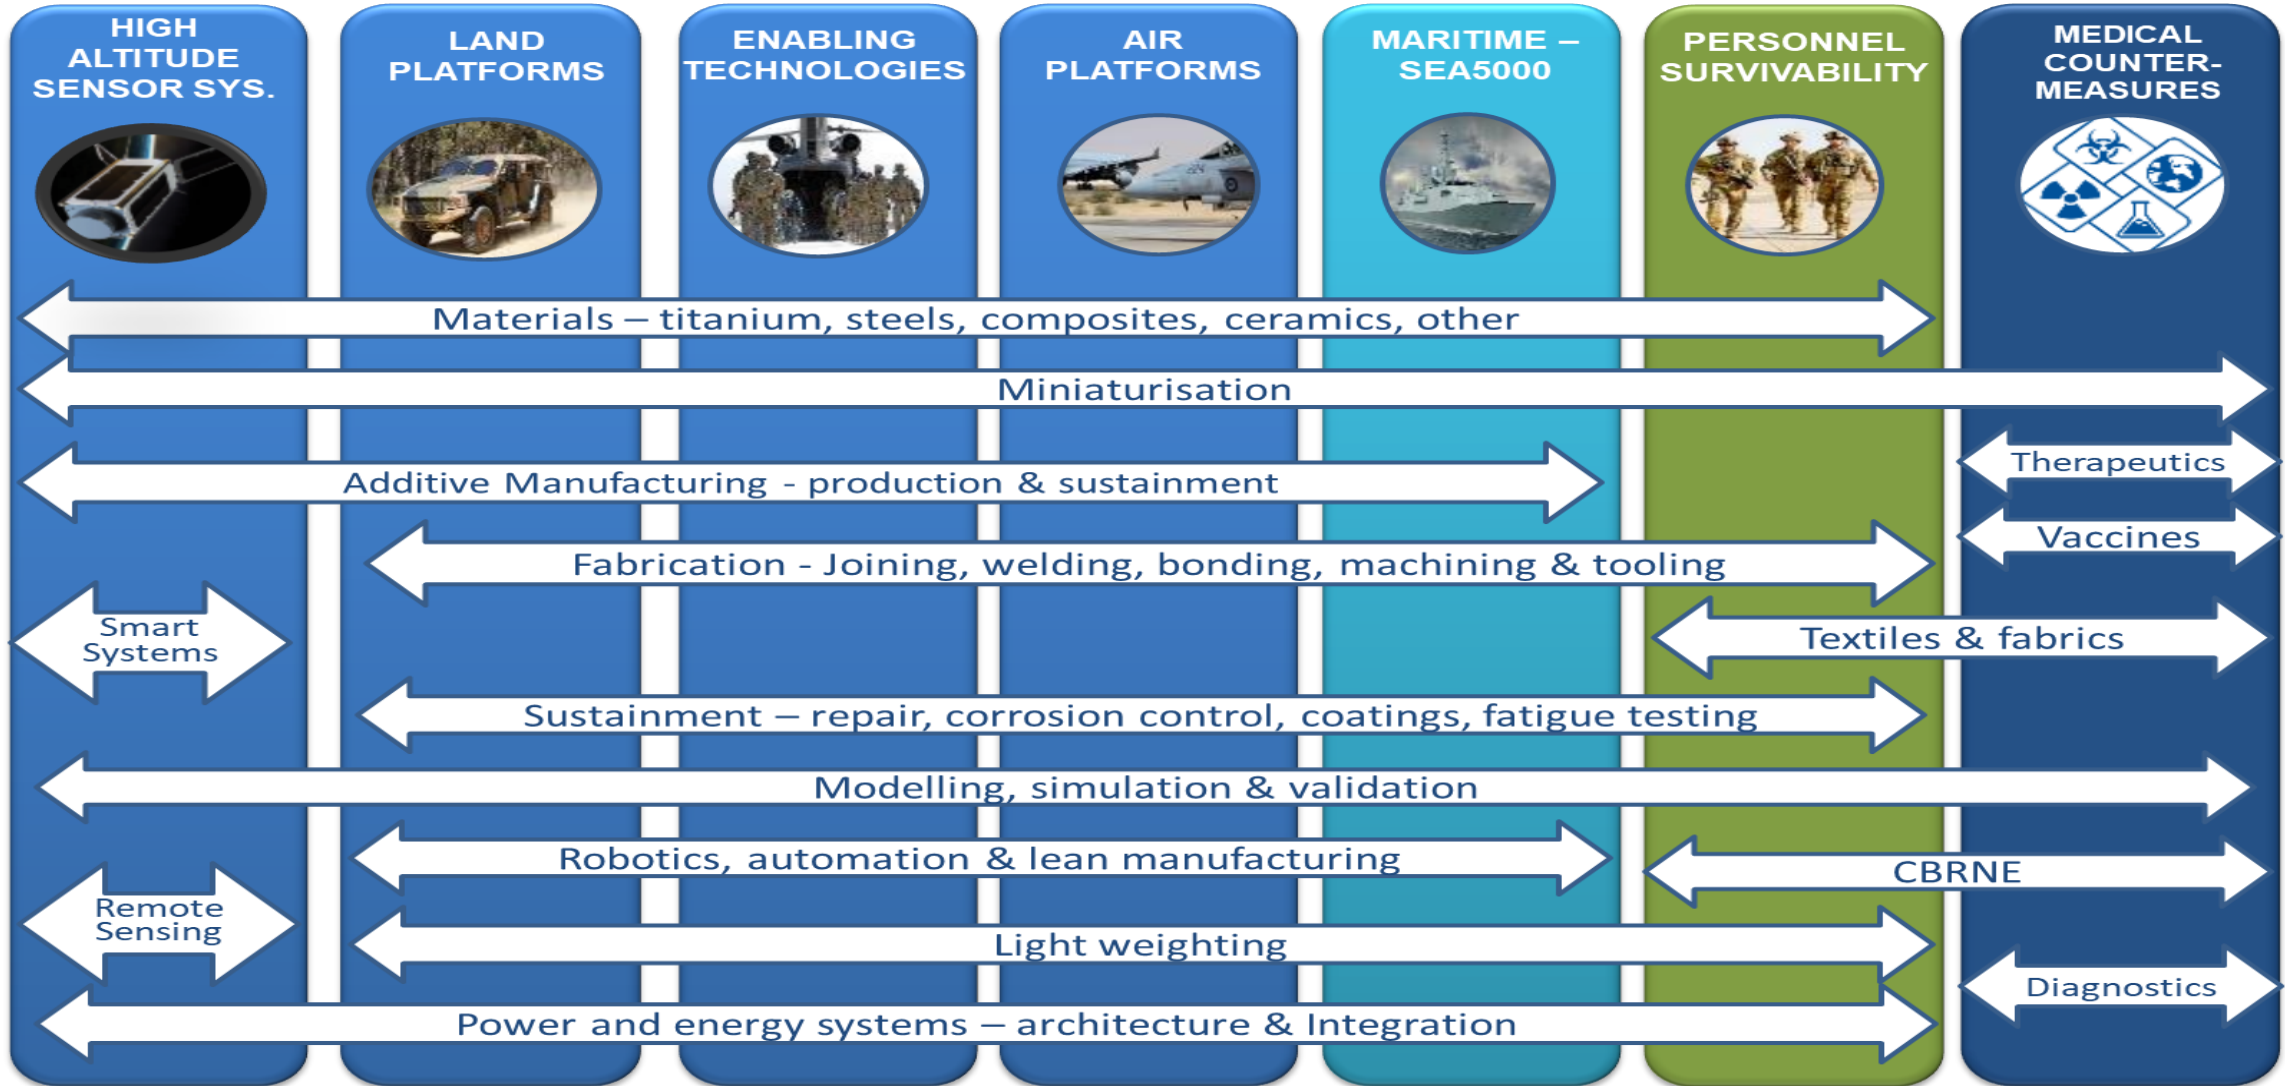 HIGH
ALTITUDE
SENSOR SYS.
LAND
PLATFORMS
ENABLING
TECHNOLOGIES
AIR
PLATFORMS
MARITIME –
SEA5000
PERSONNEL
SURVIVABILITY
MEDICAL
COUNTER-
MEASURES
Materials – titanium, steels, composites, ceramics, other
Miniaturisation
Therapeutics
Additive Manufacturing - production & sustainment
Vaccines
Fabrication - Joining, welding, bonding, machining & tooling
Smart
Systems
Textiles & fabrics
Sustainment – repair, corrosion control, coatings, fatigue testing
Modelling, simulation & validation
Robotics, automation & lean manufacturing
CBRNE
Remote
Sensing
Light weighting
Diagnostics
Power and energy systems – architecture & Integration